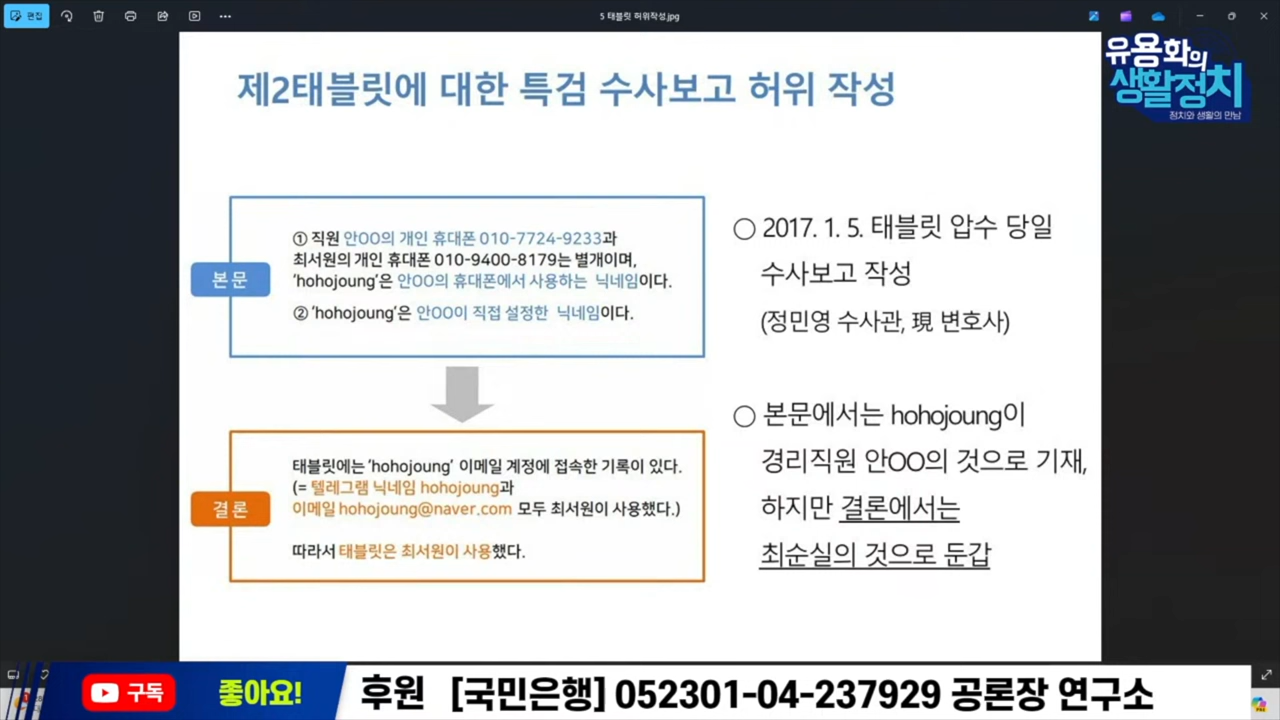 편집
5 태블릿 허위작성.jpg
유용화의
생활정치
정치와 생활의 만남
제2태블릿에 대한 특검 수사보고 허위 작성
본문
① 직원 안OO의 개인 휴대폰 010-7724-9233과
최서원의 개인 휴대폰 010-9400-8179는 별개이며,
'hohojoung'은 안OO의 휴대폰에서 사용하는 닉네임이다.
② 'hohojoung'은 안OO이 직접 설정한 닉네임이다.
결론
태블릿에는 'hohojoung' 이메일 계정에 접속한 기록이 있다.
(= 텔레그램 닉네임 hohojoung과
이메일 hohojoung@naver.com 모두 최서원이 사용했다.)
따라서 태블릿은 최서원이 사용했다.
○ 2017. 1. 5. 태블릿 압수 당일
수사보고 작성
(정민영 수사관, 現 변호사)
○ 본문에서는 hohojoung이
경리직원 안OO의 것으로 기재,
하지만 결론에서는
최순실의 것으로 둔갑
구독
좋아요!
후원 [국민은행] 052301-04-237929 공론장 연구소